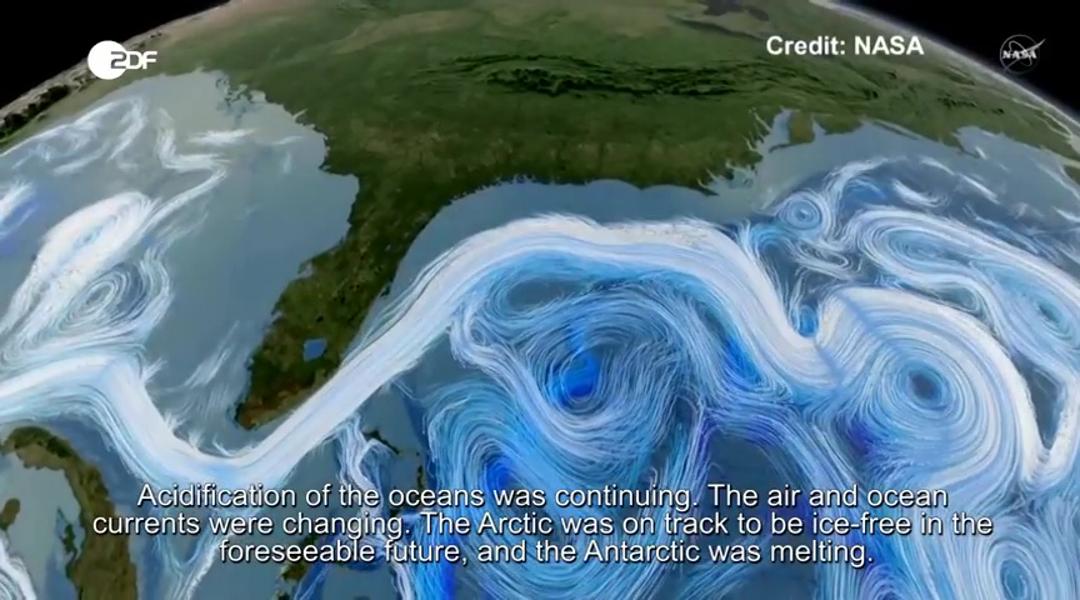 ZDF
Credit: NASA
NASA
Acidification of the oceans was continuing. The air and ocean
currents were changing. The Arctic was on track to be ice-free in the
foreseeable future, and the Antarctic was melting.